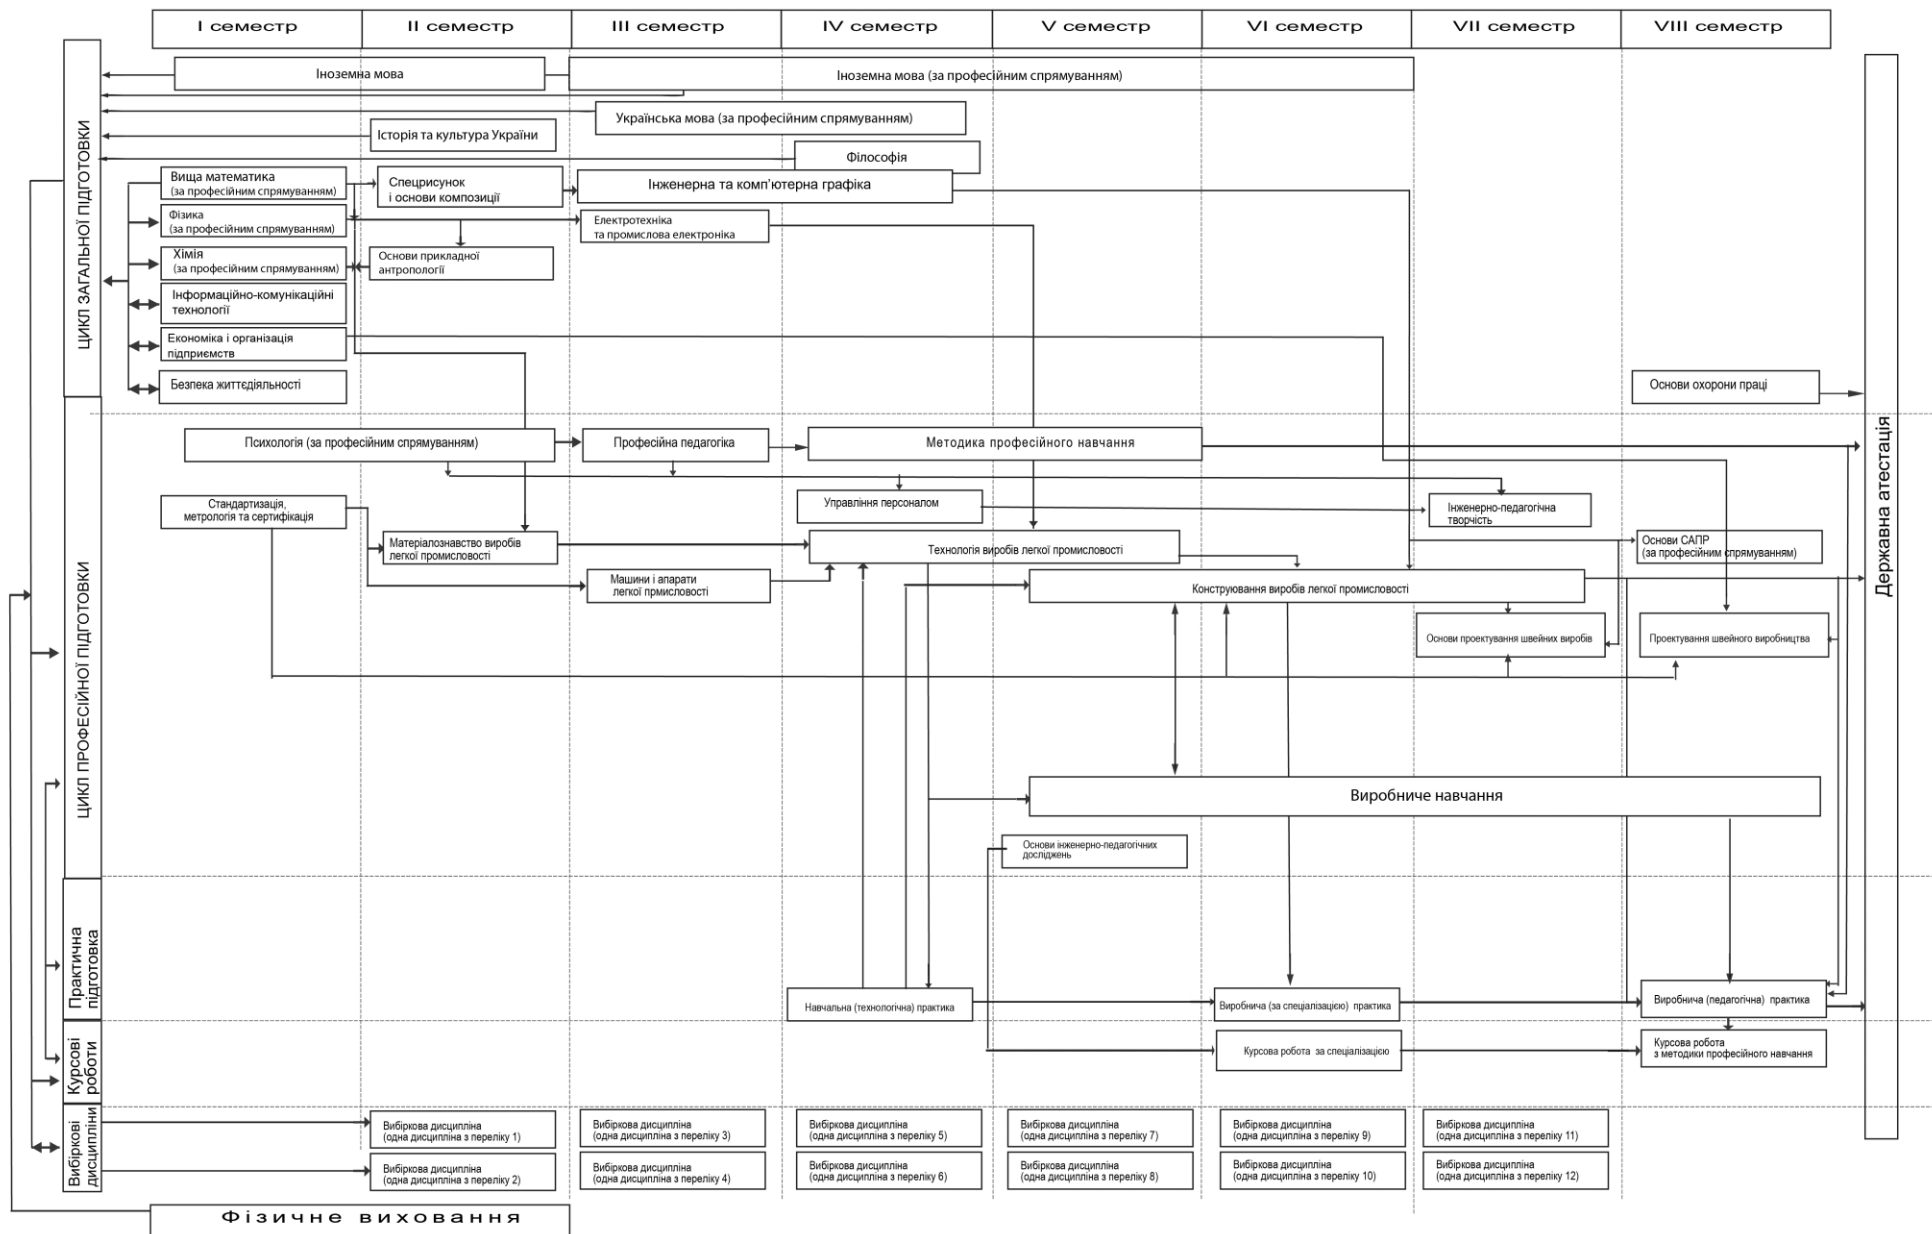 I семестр
II семестр
III семестр
IV семестр
V семестр
VI семестр
VII семестр
VIII семестр
ЦИКЛ ЗАГАЛЬНОЇ ПІДГОТОВКИ
Іноземна мова
Іноземна мова (за професійним спрямуванням)
Українська мова (за професійним спрямуванням)
Історія та культура України
Філософія
Вища математика
(за професійним спрямуванням)
Спецрисунок
і основи композиції
Інженерна та комп'ютерна графіка
Фізика
(за професійним спрямуванням)
Електротехніка
та промислова електроніка
Хімія
(за професійним спрямуванням)
Основи прикладної
антропології
Інформаційно-комунікаційні
технології
Економіка і організація
підприємств
Безпека життєдіяльності
Основи охорони праці
Державна атестація
ЦИКЛ ПРОФЕСІЙНОЇ ПІДГОТОВКИ
Психологія (за професійним спрямуванням)
Професійна педагогіка
Методика професійного навчання
Стандартизація,
метрологія та сертифікація
Управління персоналом
Інженерно-педагогічна
творчість
Матеріалознавство виробів
легкої промисловості
Технологія виробів легкої промисловості
Основи САПР
(за професійним спрямуванням)
Машини і апарати
легкої прмисловості
Конструювання виробів легкої промисловості
Основи проектування швейних виробів
Проектування швейного виробництва
Виробниче навчання
Основи інженерно-педагогічних
досліджень
Практична
підготовка
Навчальна (технологічна) практика
Виробнича (за спеціалізацією) практика
Виробнича (педагогічна) практика
Курсові
роботи
Курсова робота за спеціалізацією
Курсова робота
з методики професійного навчання
Вибіркові
дисципліни
Вибіркова дисципліна
(одна дисципліна з переліку 1)
Вибіркова дисципліна
(одна дисципліна з переліку 3)
Вибіркова дисципліна
(одна дисципліна з переліку 5)
Вибіркова дисципліна
(одна дисципліна з переліку 7)
Вибіркова дисципліна
(одна дисципліна з переліку 9)
Вибіркова дисципліна
(одна дисципліна з переліку 11)
Вибіркова дисципліна
(одна дисципліна з переліку 2)
Вибіркова дисципліна
(одна дисципліна з переліку 4)
Вибіркова дисципліна
(одна дисципліна з переліку 6)
Вибіркова дисципліна
(одна дисципліна з переліку 8)
Вибіркова дисципліна
(одна дисципліна з переліку 10)
Вибіркова дисципліна
(одна дисципліна з переліку 12)
Фізичне виховання